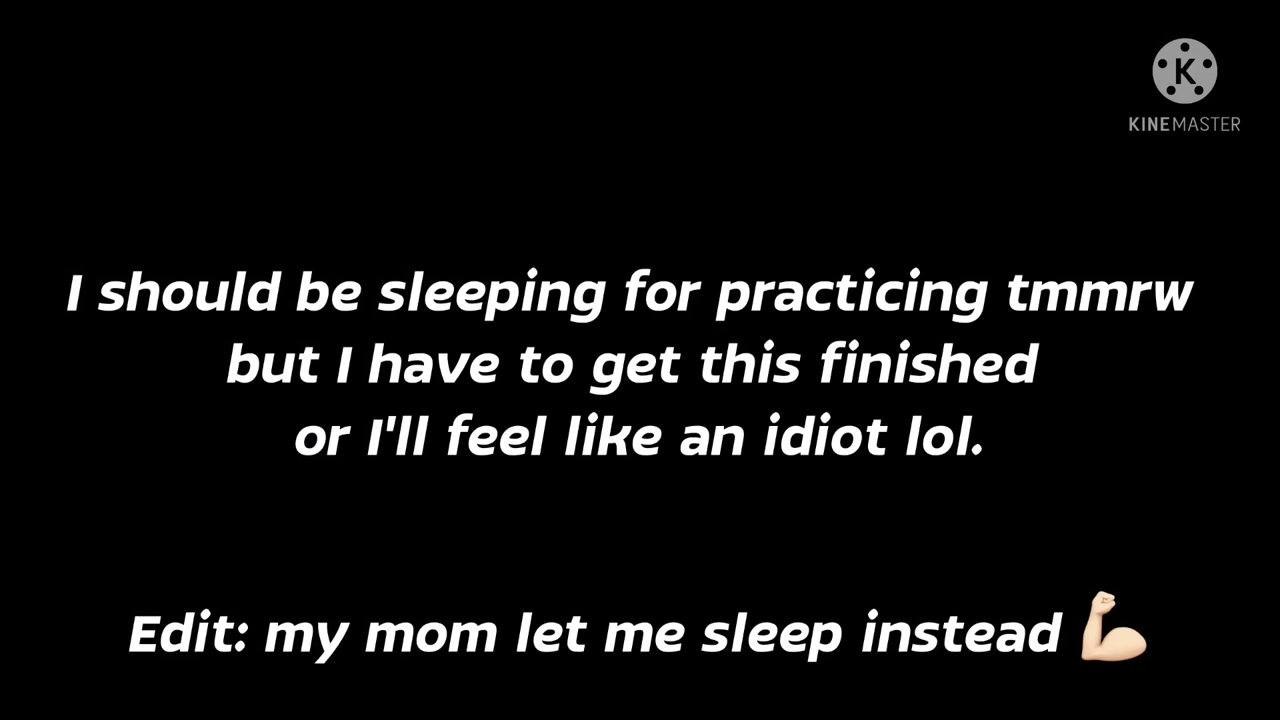 K
KINEMASTER
I should be sleeping for practicing tmmrw
but I have to get this finished
or I'll feel like an idiot lol.
Edit: my mom let me sleep instead 💪🏻